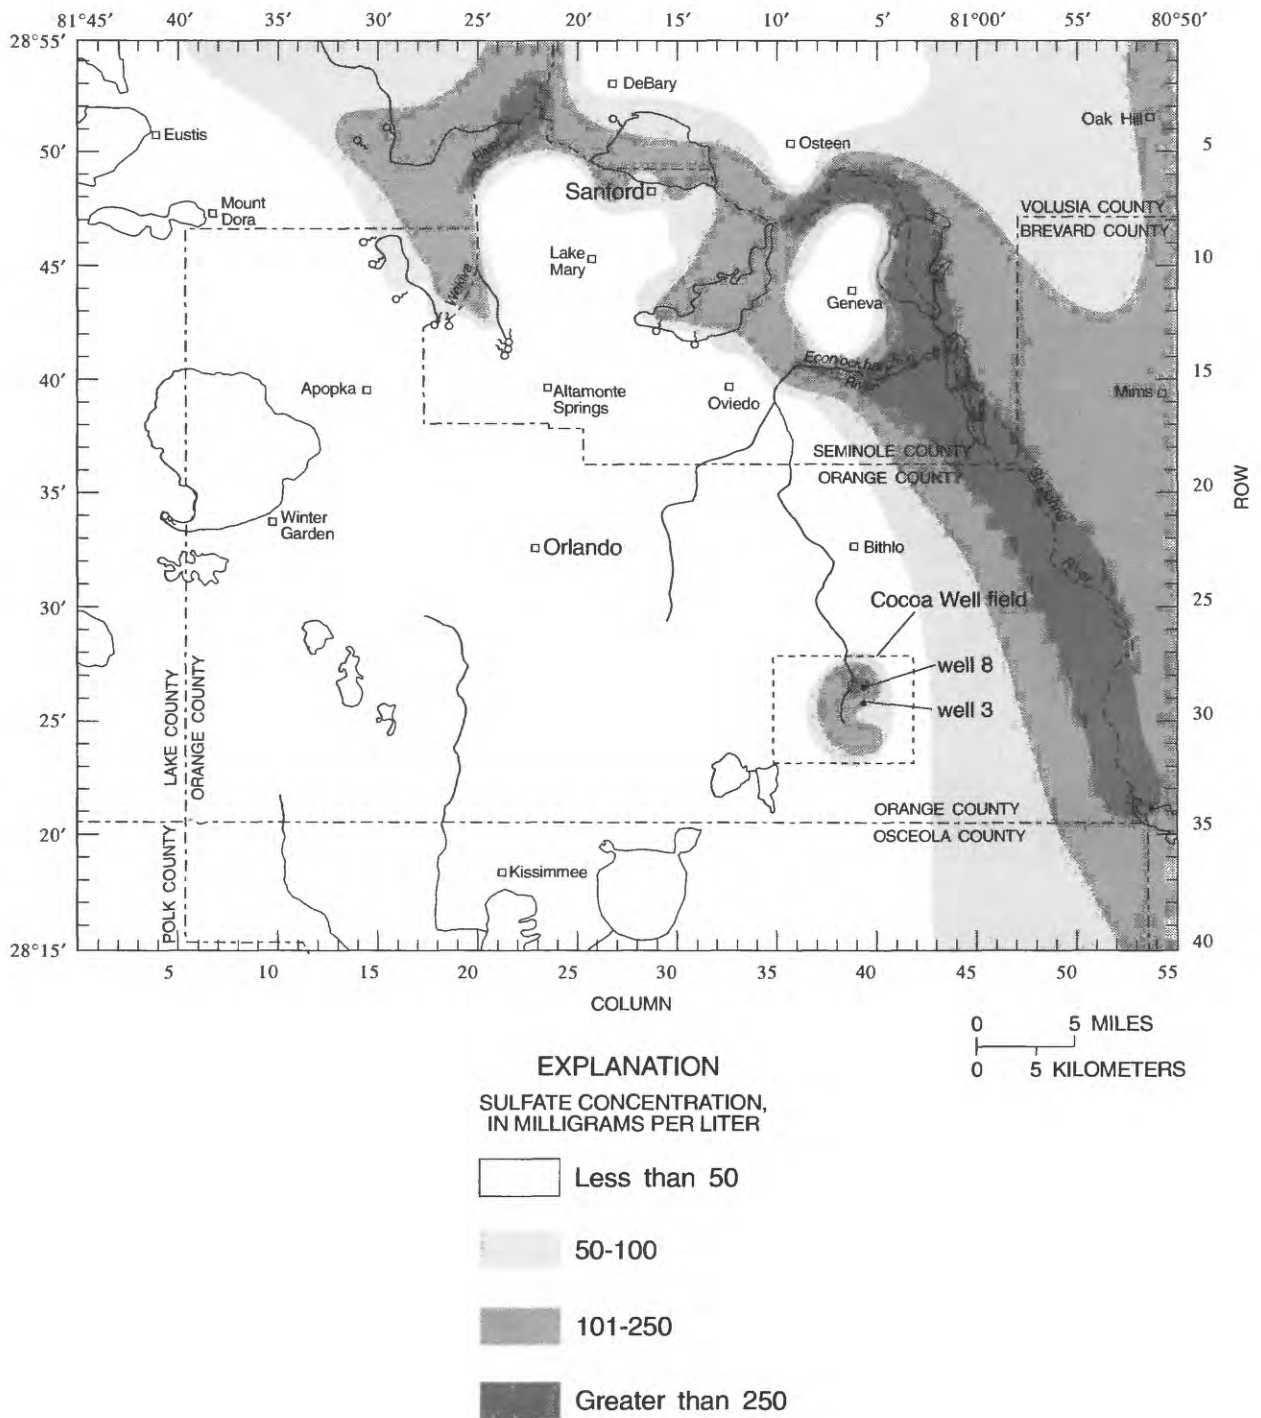 81°45′ 40′ 35′ 30′ 25′ 20′ 15′ 10′ 5′ 81°00′ 55′ 80°50′
28°55′
DeBary
Oak Hill
Eustis
Osteen
5
50′
Sanford
Mount
Dora
VOLUSIA COUNTY
BREVARD COUNTY
Lake
Mary
10
45′
Wekiva
River
Geneva
Econlockhatchee
River
40′
Apopka
Altamonte
Springs
Oviedo
Mims
15
SEMINOLE COUNTY
ORANGE COUNTY
20
ROW
35′
Winter
Garden
St. Johns
River
Orlando
Bithlo
Cocoa Well field
25
30′
well 8
well 3
30
25′
LAKE COUNTY
ORANGE COUNTY
ORANGE COUNTY
OSCEOLA COUNTY
35
20′
POLK COUNTY
Kissimmee
40
28°15′
5 10 15 20 25 30 35 40 45 50 55
COLUMN
0 5 MILES
0 5 KILOMETERS
EXPLANATION
SULFATE CONCENTRATION,
IN MILLIGRAMS PER LITER
Less than 50
50-100
101-250
Greater than 250